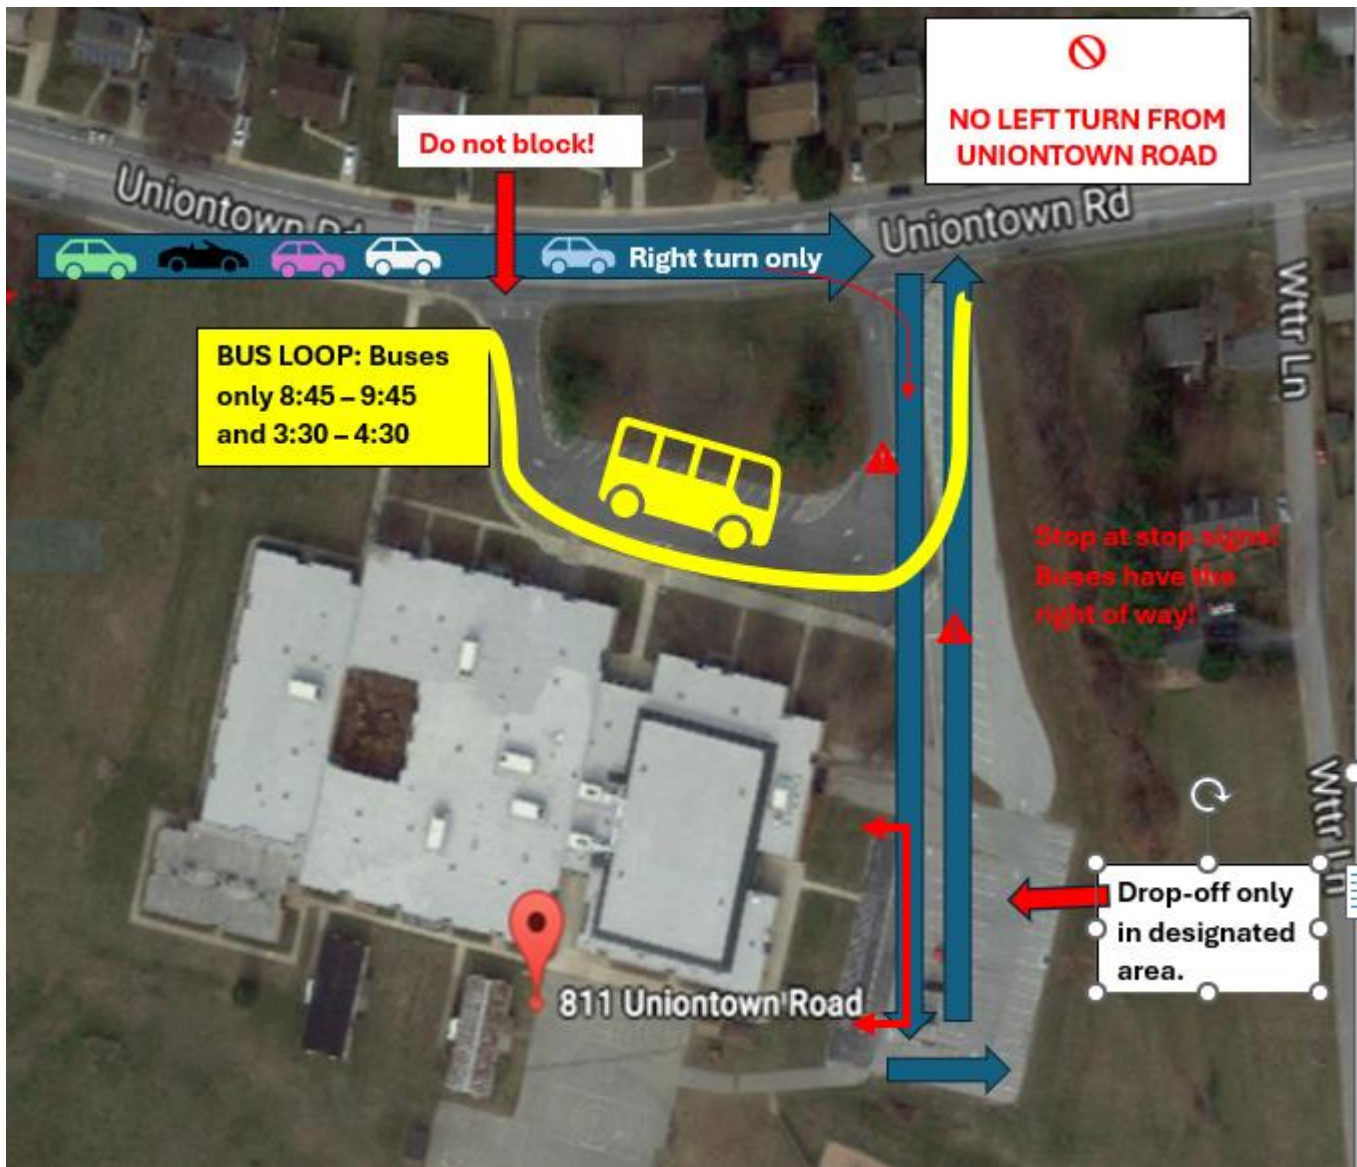 NO LEFT TURN FROM
UNIONTOWN ROAD
Do not block!
Uniontown Rd
Uniontown Rd
Right turn only
Wttr Ln
BUS LOOP: Buses
only 8:45 – 9:45
and 3:30 – 4:30
Stop at stop signs!
Buses have the
right of way!
Wttr Ln
Drop-off only
in designated
area.
811 Uniontown Road